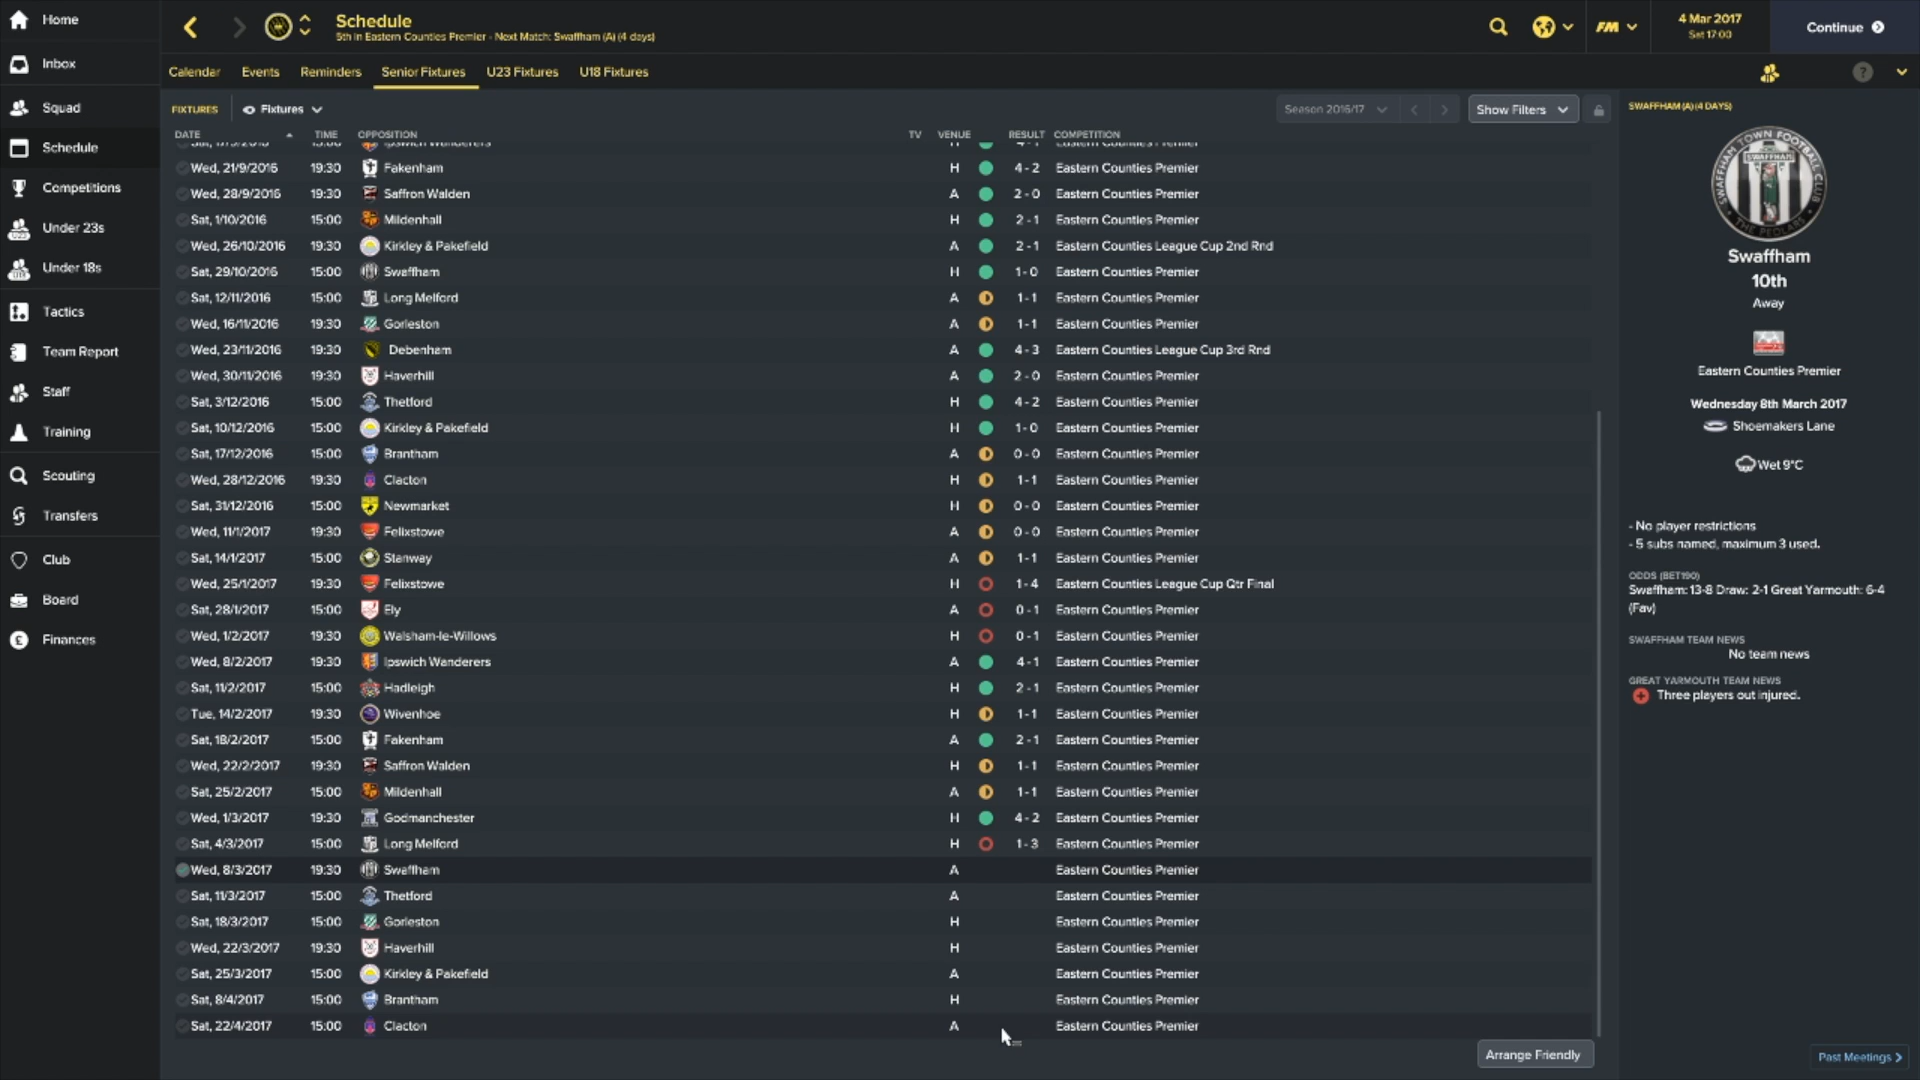 Home
Inbox
Squad
Schedule
Competitions
Under 23s
Under 18s
Tactics
Team Report
Staff
Training
Scouting
Transfers
Club
Board
Finances
Schedule
5th in Eastern Counties Premier - Next Match: Swaffham (A) (4 days)
FM
4 Mar 2017
Sat 17:00
Continue
Calendar Events Reminders Senior Fixtures U23 Fixtures U18 Fixtures
FIXTURES Fixtures
Season 2016/17
Show Filters
DATE TIME OPPOSITION TV VENUE RESULT COMPETITION
Ipswich Wanderers H 4 - 1 Eastern Counties Premier
Wed, 21/9/2016 19:30 Fakenham H 4 - 2 Eastern Counties Premier
Wed, 28/9/2016 19:30 Saffron Walden A 2 - 0 Eastern Counties Premier
Sat, 1/10/2016 15:00 Mildenhall H 2 - 1 Eastern Counties Premier
Wed, 26/10/2016 19:30 Kirkley & Pakefield A 2 - 1 Eastern Counties League Cup 2nd Rnd
Sat, 29/10/2016 15:00 Swaffham H 1 - 0 Eastern Counties Premier
Sat, 12/11/2016 15:00 Long Melford A 1 - 1 Eastern Counties Premier
Wed, 16/11/2016 19:30 Gorleston A 1 - 1 Eastern Counties Premier
Wed, 23/11/2016 19:30 Debenham A 4 - 3 Eastern Counties League Cup 3rd Rnd
Wed, 30/11/2016 19:30 Haverhill A 2 - 0 Eastern Counties Premier
Sat, 3/12/2016 15:00 Thetford H 4 - 2 Eastern Counties Premier
Sat, 10/12/2016 15:00 Kirkley & Pakefield H 1 - 0 Eastern Counties Premier
Sat, 17/12/2016 15:00 Brantham A 0 - 0 Eastern Counties Premier
Wed, 28/12/2016 19:30 Clacton H 1 - 1 Eastern Counties Premier
Sat, 31/12/2016 15:00 Newmarket H 0 - 0 Eastern Counties Premier
Wed, 11/1/2017 19:30 Felixstowe A 0 - 0 Eastern Counties Premier
Sat, 14/1/2017 15:00 Stanway A 1 - 1 Eastern Counties Premier
Wed, 25/1/2017 19:30 Felixstowe H 1 - 4 Eastern Counties League Cup Qtr Final
Sat, 28/1/2017 15:00 Ely A 0 - 1 Eastern Counties Premier
Wed, 1/2/2017 19:30 Walsham-le-Willows H 0 - 1 Eastern Counties Premier
Wed, 8/2/2017 19:30 Ipswich Wanderers A 4 - 1 Eastern Counties Premier
Sat, 11/2/2017 15:00 Hadleigh H 2 - 1 Eastern Counties Premier
Tue, 14/2/2017 19:30 Wivenhoe H 1 - 1 Eastern Counties Premier
Sat, 18/2/2017 15:00 Fakenham A 2 - 1 Eastern Counties Premier
Wed, 22/2/2017 19:30 Saffron Walden H 1 - 1 Eastern Counties Premier
Sat, 25/2/2017 15:00 Mildenhall A 1 - 1 Eastern Counties Premier
Wed, 1/3/2017 19:30 Godmanchester H 4 - 2 Eastern Counties Premier
Sat, 4/3/2017 15:00 Long Melford H 1 - 3 Eastern Counties Premier
Wed, 8/3/2017 19:30 Swaffham A Eastern Counties Premier
Sat, 11/3/2017 15:00 Thetford A Eastern Counties Premier
Sat, 18/3/2017 15:00 Gorleston H Eastern Counties Premier
Wed, 22/3/2017 19:30 Haverhill H Eastern Counties Premier
Sat, 25/3/2017 15:00 Kirkley & Pakefield A Eastern Counties Premier
Sat, 8/4/2017 15:00 Brantham H Eastern Counties Premier
Sat, 22/4/2017 15:00 Clacton A Eastern Counties Premier
Arrange Friendly
SWAFFHAM (A) (4 DAYS)
SWAFFHAM TOWN FOOTBALL CLUB
SWAFFHAM
THE PEDLARS
Swaffham
10th
Away
Eastern Counties Premier
Wednesday 8th March 2017
Shoemakers Lane
Wet 9°C
- No player restrictions
- 5 subs named, maximum 3 used.
ODDS (BET190)
Swaffham: 13-8 Draw: 2-1 Great Yarmouth: 6-4
(Fav)
SWAFFHAM TEAM NEWS
No team news
GREAT YARMOUTH TEAM NEWS
Three players out injured.
Past Meetings